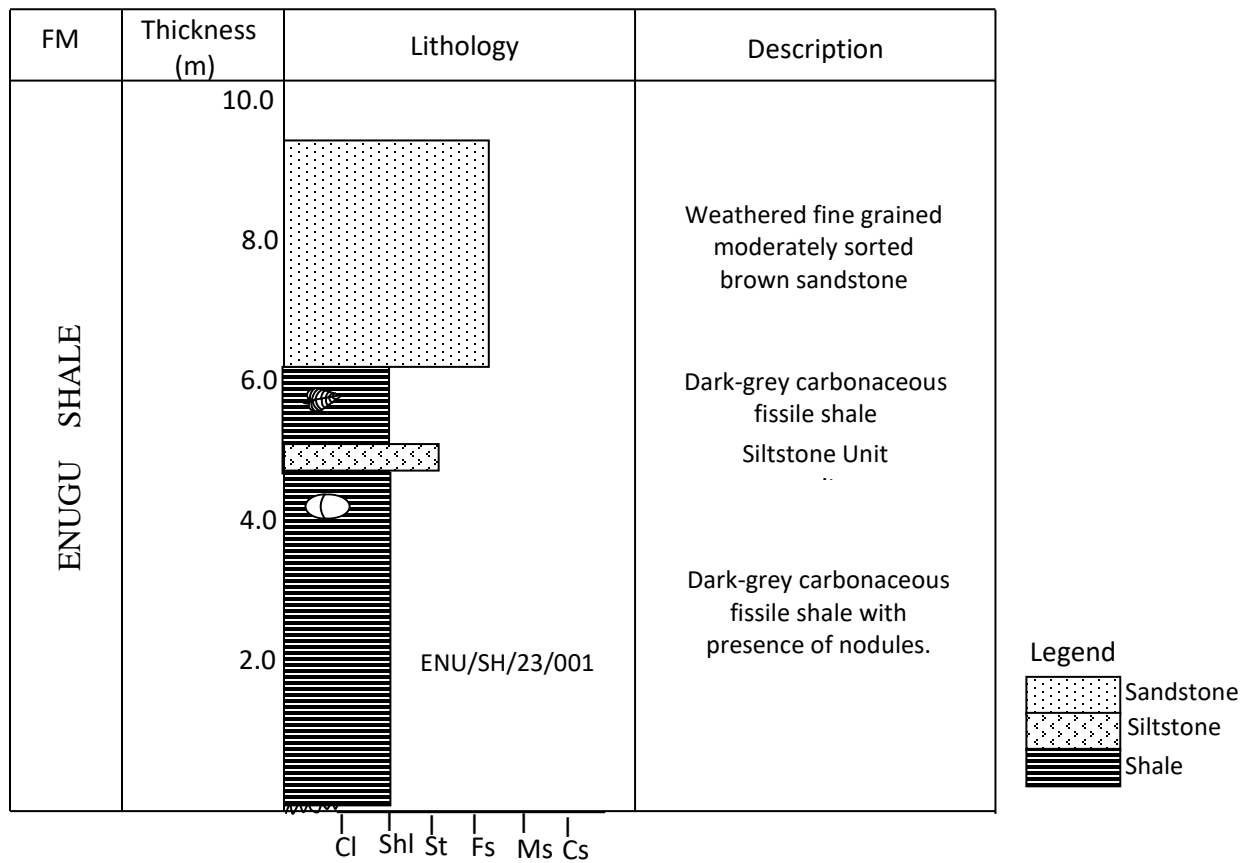 FM
Thickness
(m)
Lithology
Description
10.0
8.0
6.0
4.0
2.0
ENUGU SHALE
Weathered fine grained
moderately sorted
brown sandstone
Dark-grey carbonaceous
fissile shale
Siltstone Unit
Dark-grey carbonaceous
fissile shale with
presence of nodules.
ENU/SH/23/001
Cl Shl St Fs Ms Cs
Legend
Sandstone
Siltstone
Shale